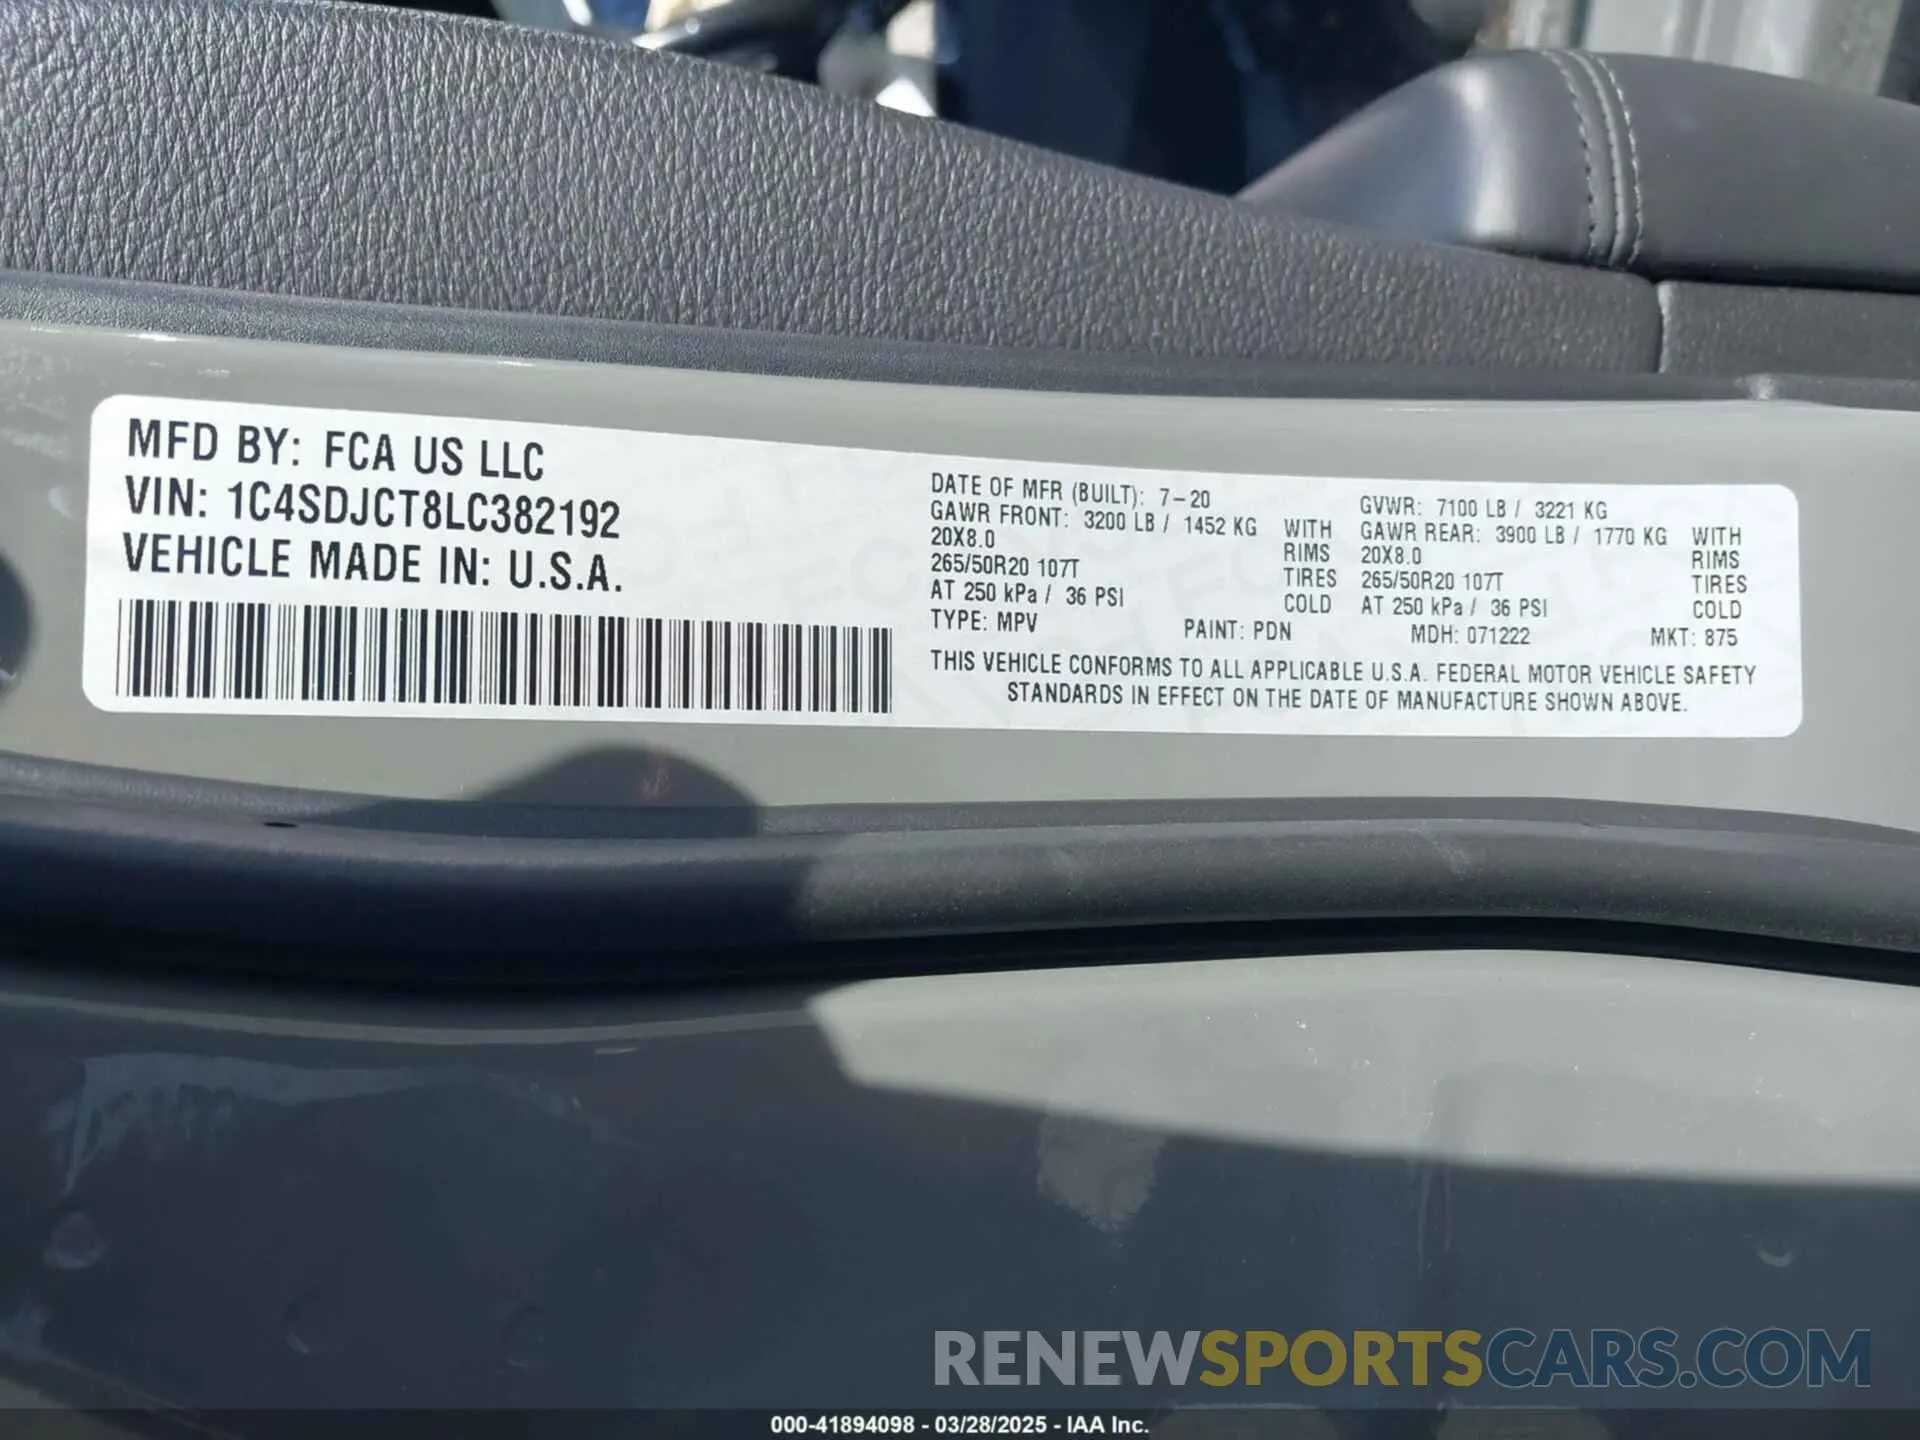 MFD BY: FCA US LLC
VIN: 1C4SDJCT8LC382192
VEHICLE MADE IN: U.S.A.
DATE OF MFR (BUILT): 7-20
GAWR FRONT: 3200 LB / 1452 KG WITH
20X8.0 RIMS
265/50R20 107T TIRES
AT 250 kPa / 36 PSI COLD
GVWR: 7100 LB / 3221 KG
GAWR REAR: 3900 LB / 1770 KG WITH
20X8.0 RIMS
265/50R20 107T TIRES
AT 250 kPa / 36 PSI COLD
TYPE: MPV PAINT: PDN MDH: 071222 MKT: 875
THIS VEHICLE CONFORMS TO ALL APPLICABLE U.S.A. FEDERAL MOTOR VEHICLE SAFETY
STANDARDS IN EFFECT ON THE DATE OF MANUFACTURE SHOWN ABOVE.
RENEWSPORTSCARS.COM
000-41894098 - 03/28/2025 - IAA Inc.